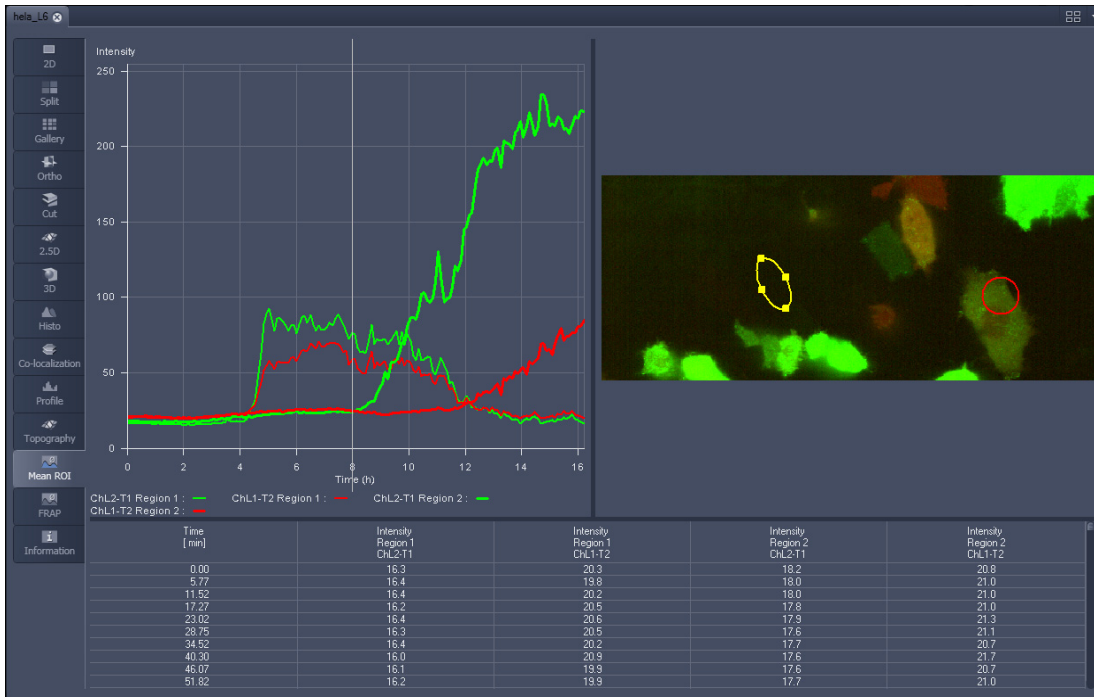 hela_L6
2D
Split
Gallery
Ortho
Cut
2.5D
3D
Histo
Co-localization
Profile
Topography
Mean ROI
FRAP
Information
Intensity
250
200
150
100
50
0
0 2 4 6 8 10 12 14 16
Time (h)
ChL2-T1 Region 1 : ChL1-T2 Region 1 : ChL2-T1 Region 2 :
ChL1-T2 Region 2 :
Time Intensity Intensity Intensity Intensity
[min] Region 1 Region 1 Region 2 Region 2
ChL2-T1 ChL1-T2 ChL2-T1 ChL1-T2
0.00 16.3 20.3 18.2 20.8
5.77 16.4 19.8 18.0 21.0
11.52 16.4 20.2 18.0 21.0
17.27 16.2 20.5 17.8 21.0
23.02 16.4 20.6 17.9 21.3
28.75 16.3 20.5 17.6 21.1
34.52 16.4 20.2 17.7 20.7
40.30 16.0 20.9 17.6 21.7
46.07 16.1 19.9 17.6 20.7
51.82 16.2 19.9 17.7 21.0